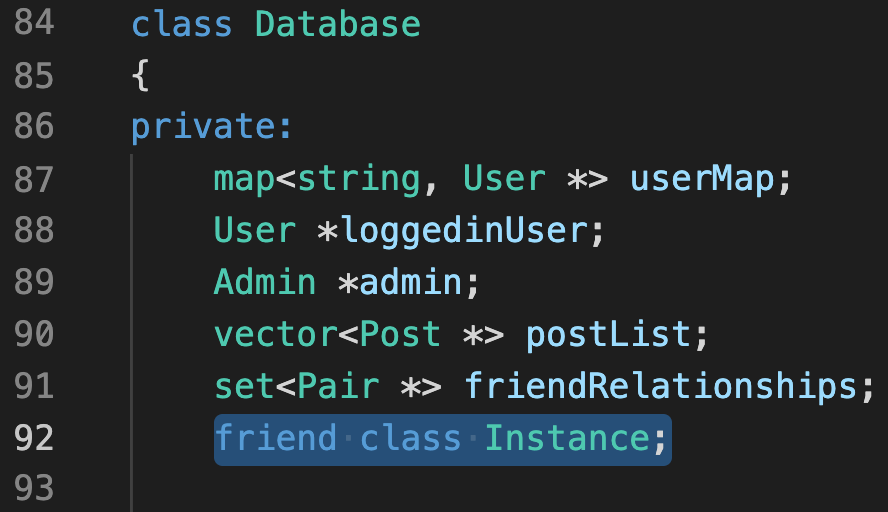 84 class Database
85 {
86 private:
87 map<string, User *> userMap;
88 User *loggedinUser;
89 Admin *admin;
90 vector<Post *> postList;
91 set<Pair *> friendRelationships;
92 friend class Instance;
93